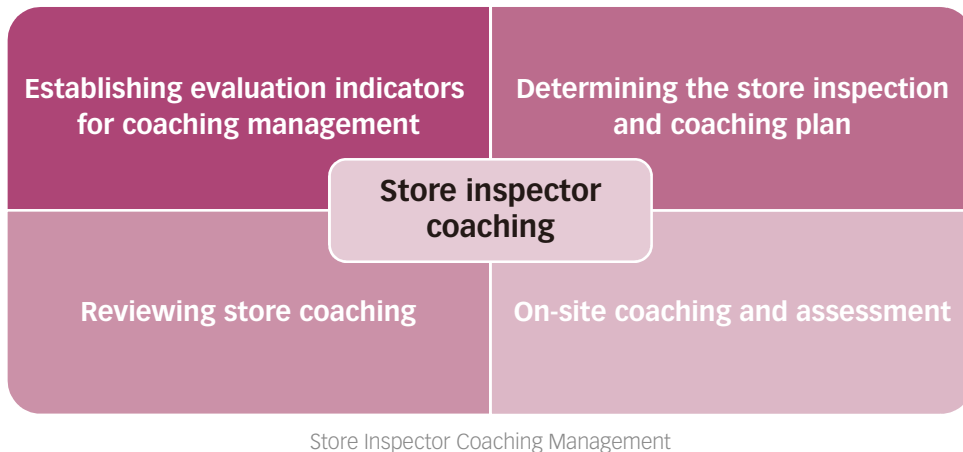 Establishing evaluation indicators
for coaching management
Determining the store inspection
and coaching plan
Store inspector
coaching
Reviewing store coaching
On-site coaching and assessment
Store Inspector Coaching Management